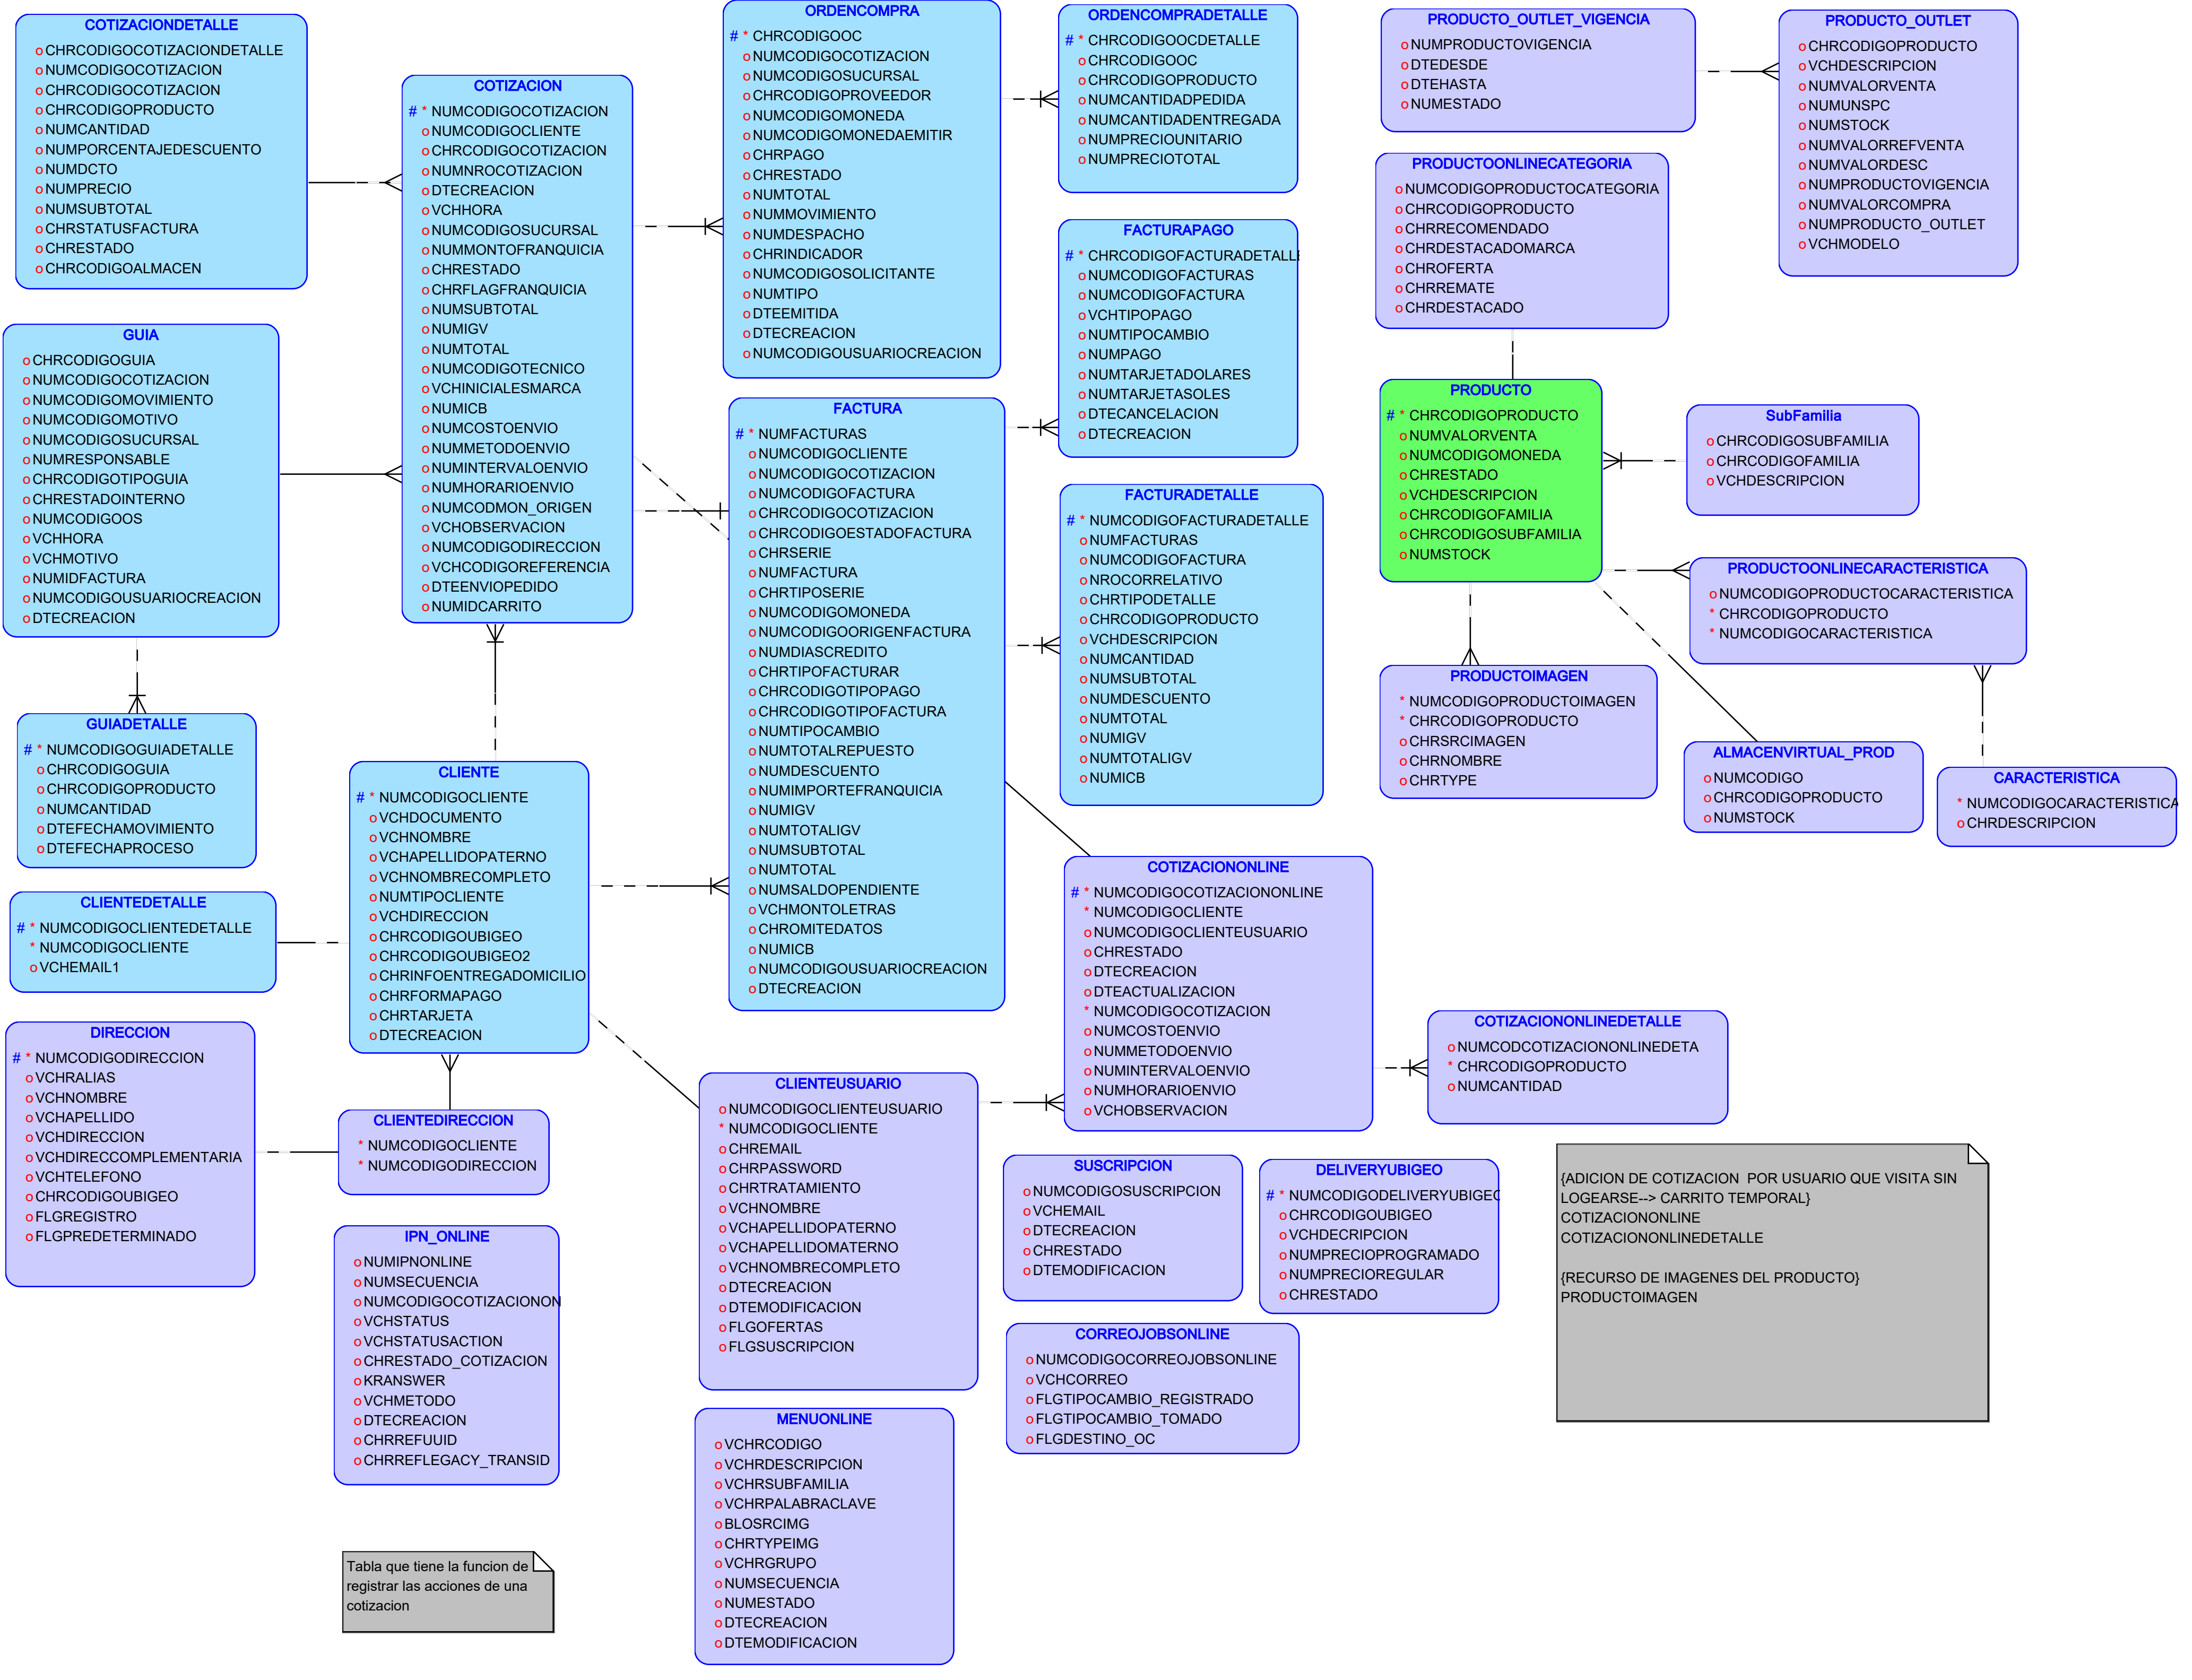 COTIZACIONDETALLE
o CHRCODIGOCOTIZACIONDETALLE
o NUMCODIGOCOTIZACION
o CHRCODIGOCOTIZACION
o CHRCODIGOPRODUCTO
o NUMCANTIDAD
o NUMPORCENTAJEDESCUENTO
o NUMDCTO
o NUMPRECIO
o NUMSUBTOTAL
o CHRSTATUSFACTURA
o CHRESTADO
o CHRCODIGOALMACEN
GUIA
o CHRCODIGOGUIA
o NUMCODIGOCOTIZACION
o NUMCODIGOMOVIMIENTO
o NUMCODIGOMOTIVO
o NUMCODIGOSUCURSAL
o NUMRESPONSABLE
o CHRCODIGOTIPOGUIA
o CHRESTADOINTERNO
o NUMCODIGOOS
o VCHHORA
o VCHMOTIVO
o NUMIDFACTURA
o NUMCODIGOUSUARIOCREACION
o DTECREACION
GUIADETALLE
# * NUMCODIGOGUIADETALLE
o CHRCODIGOGUIA
o CHRCODIGOPRODUCTO
o NUMCANTIDAD
o DTEFECHAMOVIMIENTO
o DTEFECHAPROCESO
CLIENTEDETALLE
# * NUMCODIGOCLIENTEDETALLE
* NUMCODIGOCLIENTE
o VCHEMAIL1
DIRECCION
# * NUMCODIGODIRECCION
o VCHRALIAS
o VCHNOMBRE
o VCHAPELLIDO
o VCHDIRECCION
o VCHDIRECCOMPLEMENTARIA
o VCHTELEFONO
o CHRCODIGOUBIGEO
o FLGREGISTRO
o FLGPREDETERMINADO
COTIZACION
# * NUMCODIGOCOTIZACION
o NUMCODIGOCLIENTE
o CHRCODIGOCOTIZACION
o NUMNROCOTIZACION
o DTECREACION
o VCHHORA
o NUMCODIGOSUCURSAL
o NUMMONTOFRANQUICIA
o CHRESTADO
o CHRFLAGFRANQUICIA
o NUMSUBTOTAL
o NUMIGV
o NUMTOTAL
o NUMCODIGOTECNICO
o VCHINICIALESMARCA
o NUMICB
o NUMCOSTOENVIO
o NUMMETODOENVIO
o NUMINTERVALOENVIO
o NUMHORARIOENVIO
o NUMCODMON_ORIGEN
o VCHOBSERVACION
o NUMCODIGODIRECCION
o VCHCODIGOREFERENCIA
o DTEENVIOPEDIDO
o NUMIDCARRITO
CLIENTE
# * NUMCODIGOCLIENTE
o VCHDOCUMENTO
o VCHNOMBRE
o VCHAPELLIDOPATERNO
o VCHNOMBRECOMPLETO
o NUMTIPOCLIENTE
o VCHDIRECCION
o CHRCODIGOUBIGEO
o CHRCODIGOUBIGEO2
o CHRINFOENTREGADOMICILIO
o CHRFORMAPAGO
o CHRTARJETA
o DTECREACION
CLIENTEDIRECCION
* NUMCODIGOCLIENTE
* NUMCODIGODIRECCION
IPN_ONLINE
o NUMIPNONLINE
o NUMSECUENCIA
o NUMCODIGOCOTIZACIONON
o VCHSTATUS
o VCHSTATUSACTION
o CHRESTADO_COTIZACION
o KRANSWER
o VCHMETODO
o DTECREACION
o CHRREFUUID
o CHRREFLEGACY_TRANSID
Tabla que tiene la funcion de
registrar las acciones de una
cotizacion
ORDENCOMPRA
# * CHRCODIGOOC
o NUMCODIGOCOTIZACION
o NUMCODIGOSUCURSAL
o CHRCODIGOPROVEEDOR
o NUMCODIGOMONEDA
o NUMCODIGOMONEDAEMITIR
o CHRPAGO
o CHRESTADO
o NUMTOTAL
o NUMMOVIMIENTO
o NUMDESPACHO
o CHRINDICADOR
o NUMCODIGOSOLICITANTE
o NUMTIPO
o DTEEMITIDA
o DTECREACION
o NUMCODIGOUSUARIOCREACION
FACTURA
# * NUMFACTURAS
o NUMCODIGOCLIENTE
o NUMCODIGOCOTIZACION
o NUMCODIGOFACTURA
o CHRCODIGOCOTIZACION
o CHRCODIGOESTADOFACTURA
o CHRSERIE
o NUMFACTURA
o CHRTIPOSERIE
o NUMCODIGOMONEDA
o NUMCODIGOORIGENFACTURA
o NUMDIASCREDITO
o CHRTIPOFACTURAR
o CHRCODIGOTIPOPAGO
o CHRCODIGOTIPOFACTURA
o NUMTIPOCAMBIO
o NUMTOTALREPUESTO
o NUMDESCUENTO
o NUMIMPORTEFRANQUICIA
o NUMIGV
o NUMTOTALIGV
o NUMSUBTOTAL
o NUMTOTAL
o NUMSALDOPENDIENTE
o VCHMONTOLETRAS
o CHROMITEDATOS
o NUMICB
o NUMCODIGOUSUARIOCREACION
o DTECREACION
CLIENTEUSUARIO
o NUMCODIGOCLIENTEUSUARIO
* NUMCODIGOCLIENTE
o CHREMAIL
o CHRPASSWORD
o CHRTRATAMIENTO
o VCHNOMBRE
o VCHAPELLIDOPATERNO
o VCHAPELLIDOMATERNO
o VCHNOMBRECOMPLETO
o DTECREACION
o DTEMODIFICACION
o FLGOFERTAS
o FLGSUSCRIPCION
MENUONLINE
o VCHRCODIGO
o VCHRDESCRIPCION
o VCHRSUBFAMILIA
o VCHRPALABRACLAVE
o BLOSRCIMG
o CHRTYPEIMG
o VCHRGRUPO
o NUMSECUENCIA
o NUMESTADO
o DTECREACION
o DTEMODIFICACION
ORDENCOMPRADETALLE
# * CHRCODIGOOCDETALLE
o CHRCODIGOOC
o CHRCODIGOPRODUCTO
o NUMCANTIDADPEDIDA
o NUMCANTIDADENTREGADA
o NUMPRECIOUNITARIO
o NUMPRECIOTOTAL
FACTURAPAGO
# * CHRCODIGOFACTURADETALLE
o NUMCODIGOFACTURAS
o NUMCODIGOFACTURA
o VCHTIPOPAGO
o NUMTIPOCAMBIO
o NUMPAGO
o NUMTARJETADOLARES
o NUMTARJETASOLES
o DTECANCELACION
o DTECREACION
FACTURADETALLE
# * NUMCODIGOFACTURADETALLE
o NUMFACTURAS
o NUMCODIGOFACTURA
o NROCORRELATIVO
o CHRTIPODETALLE
o CHRCODIGOPRODUCTO
o VCHDESCRIPCION
o NUMCANTIDAD
o NUMSUBTOTAL
o NUMDESCUENTO
o NUMTOTAL
o NUMIGV
o NUMTOTALIGV
o NUMICB
COTIZACIONONLINE
# * NUMCODIGOCOTIZACIONONLINE
* NUMCODIGOCLIENTE
o NUMCODIGOCLIENTEUSUARIO
o CHRESTADO
o DTECREACION
o DTEACTUALIZACION
* NUMCODIGOCOTIZACION
o NUMCOSTOENVIO
o NUMMETODOENVIO
o NUMINTERVALOENVIO
o NUMHORARIOENVIO
o VCHOBSERVACION
SUSCRIPCION
o NUMCODIGOSUSCRIPCION
o VCHEMAIL
o DTECREACION
o CHRESTADO
o DTEMODIFICACION
DELIVERYUBIGEO
# * NUMCODIGODELIVERYUBIGEO
o CHRCODIGOUBIGEO
o VCHDECRIPCION
o NUMPRECIOPROGRAMADO
o NUMPRECIOREGULAR
o CHRESTADO
CORREOJOBSONLINE
o NUMCODIGOCORREOJOBSONLINE
o VCHCORREO
o FLGTIPOCAMBIO_REGISTRADO
o FLGTIPOCAMBIO_TOMADO
o FLGDESTINO_OC
PRODUCTO_OUTLET_VIGENCIA
o NUMPRODUCTOVIGENCIA
o DTEDESDE
o DTEHASTA
o NUMESTADO
PRODUCTO_OUTLET
o CHRCODIGOPRODUCTO
o VCHDESCRIPCION
o NUMVALORVENTA
o NUMUNSPC
o NUMSTOCK
o NUMVALORREFVENTA
o NUMVALORDESC
o NUMPRODUCTOVIGENCIA
o NUMVALORCOMPRA
o NUMPRODUCTO_OUTLET
o VCHMODELO
PRODUCTOONLINECATEGORIA
o NUMCODIGOPRODUCTOCATEGORIA
o CHRCODIGOPRODUCTO
o CHRRECOMENDADO
o CHRDESTACADOMARCA
o CHROFERTA
o CHRREMATE
o CHRDESTACADO
PRODUCTO
# * CHRCODIGOPRODUCTO
o NUMVALORVENTA
o NUMCODIGOMONEDA
o CHRESTADO
o VCHDESCRIPCION
o CHRCODIGOFAMILIA
o CHRCODIGOSUBFAMILIA
o NUMSTOCK
SubFamilia
o CHRCODIGOSUBFAMILIA
o CHRCODIGOFAMILIA
o VCHDESCRIPCION
PRODUCTOONLINECARACTERISTICA
o NUMCODIGOPRODUCTOCARACTERISTICA
* CHRCODIGOPRODUCTO
* NUMCODIGOCARACTERISTICA
PRODUCTOIMAGEN
* NUMCODIGOPRODUCTOIMAGEN
* CHRCODIGOPRODUCTO
o CHRSRCIMAGEN
o CHRNOMBRE
o CHRTYPE
ALMACENVIRTUAL_PROD
o NUMCODIGO
o CHRCODIGOPRODUCTO
o NUMSTOCK
CARACTERISTICA
* NUMCODIGOCARACTERISTICA
o CHRDESCRIPCION
COTIZACIONONLINEDETALLE
o NUMCODCOTIZACIONONLINEDETA
* CHRCODIGOPRODUCTO
o NUMCANTIDAD
{ADICION DE COTIZACION POR USUARIO QUE VISITA SIN
LOGEARSE--> CARRITO TEMPORAL}
COTIZACIONONLINE
COTIZACIONONLINEDETALLE
{RECURSO DE IMAGENES DEL PRODUCTO}
PRODUCTOIMAGEN